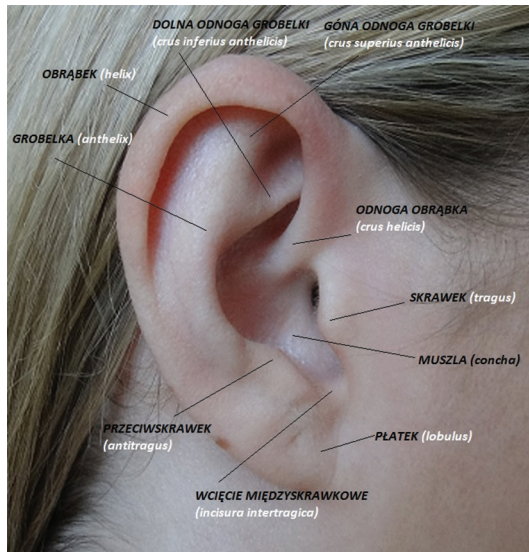 DOLNA ODNOGA GROBELKI
(crus inferius anthelicis)
GÓNA ODNOGA GROBELKI
(crus superius anthelicis)
OBRĄBEK (helix)
GROBELKA (anthelix)
ODNOGA OBRĄBKA
(crus helicis)
SKRAWEK (tragus)
MUSZLA (concha)
PRZECIWSKRAWEK
(antitragus)
PŁATEK (lobulus)
WCIĘCIE MIĘDZYSKRAWKOWE
(incisura intertragica)